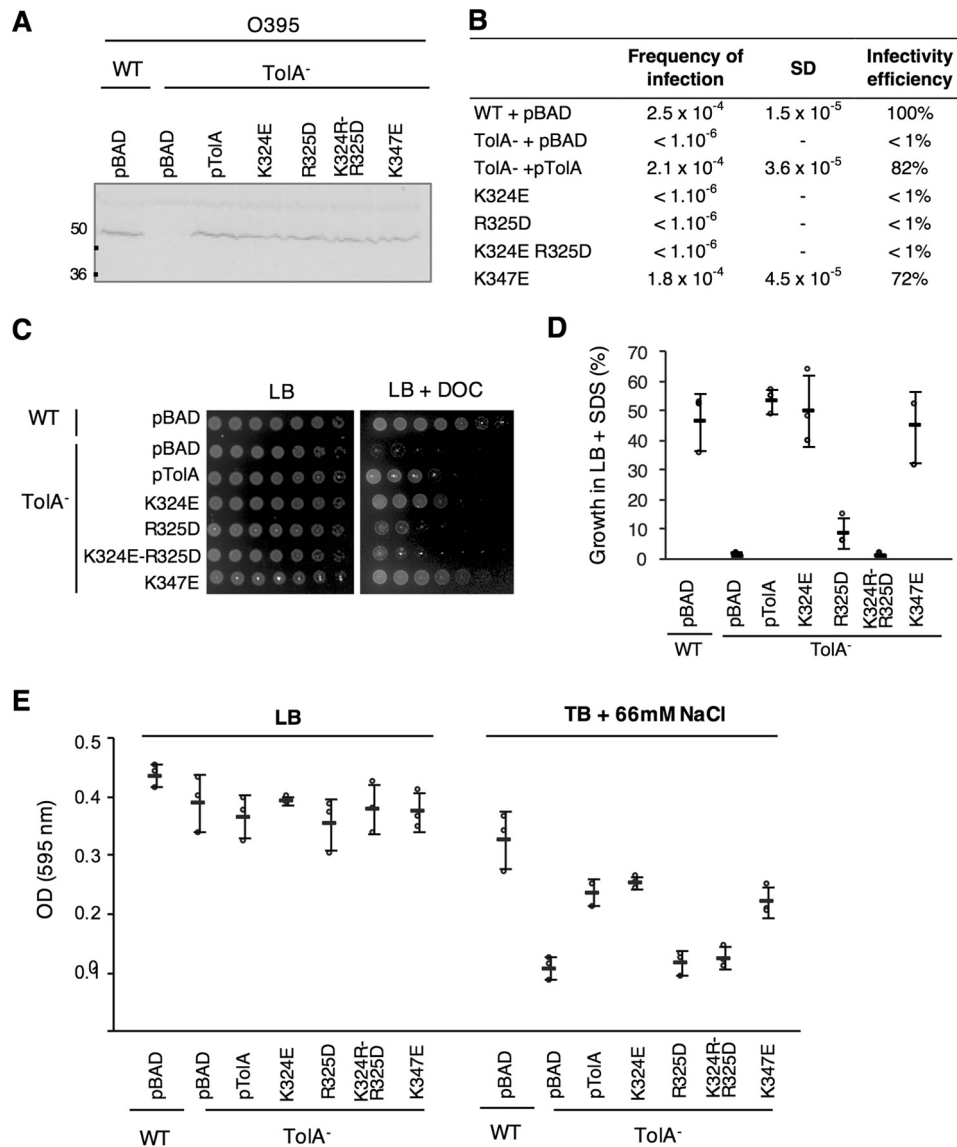 A
O395
WT
TolA-
pBAD
pBAD
pTolA
K324E
R325D
K324R-
R325D
K347E
50
36
B
Frequency of infection SD Infectivity efficiency
WT + pBAD 2.5 x 10-4 1.5 x 10-5 100%
TolA- + pBAD < 1.10-6 - < 1%
TolA- +pTolA 2.1 x 10-4 3.6 x 10-5 82%
K324E < 1.10-6 - < 1%
R325D < 1.10-6 - < 1%
K324E R325D < 1.10-6 - < 1%
K347E 1.8 x 10-4 4.5 x 10-5 72%
C
LB
LB + DOC
WT
pBAD
TolA-
pBAD
pTolA
K324E
R325D
K324E-R325D
K347E
D
Growth in LB + SDS (%)
70
60
50
40
30
20
10
0
pBAD
pBAD
pTolA
K324E
R325D
K324R-
R325D
K347E
WT
TolA-
E
LB
TB + 66mM NaCl
OD (595 nm)
0.5
0.4
0.3
0.2
0.1
0
pBAD
pBAD
pTolA
K324E
R325D
K324R-
R325D
K347E
pBAD
pBAD
pTolA
K324E
R325D
K324R-
R325D
K347E
WT
TolA-
WT
TolA-